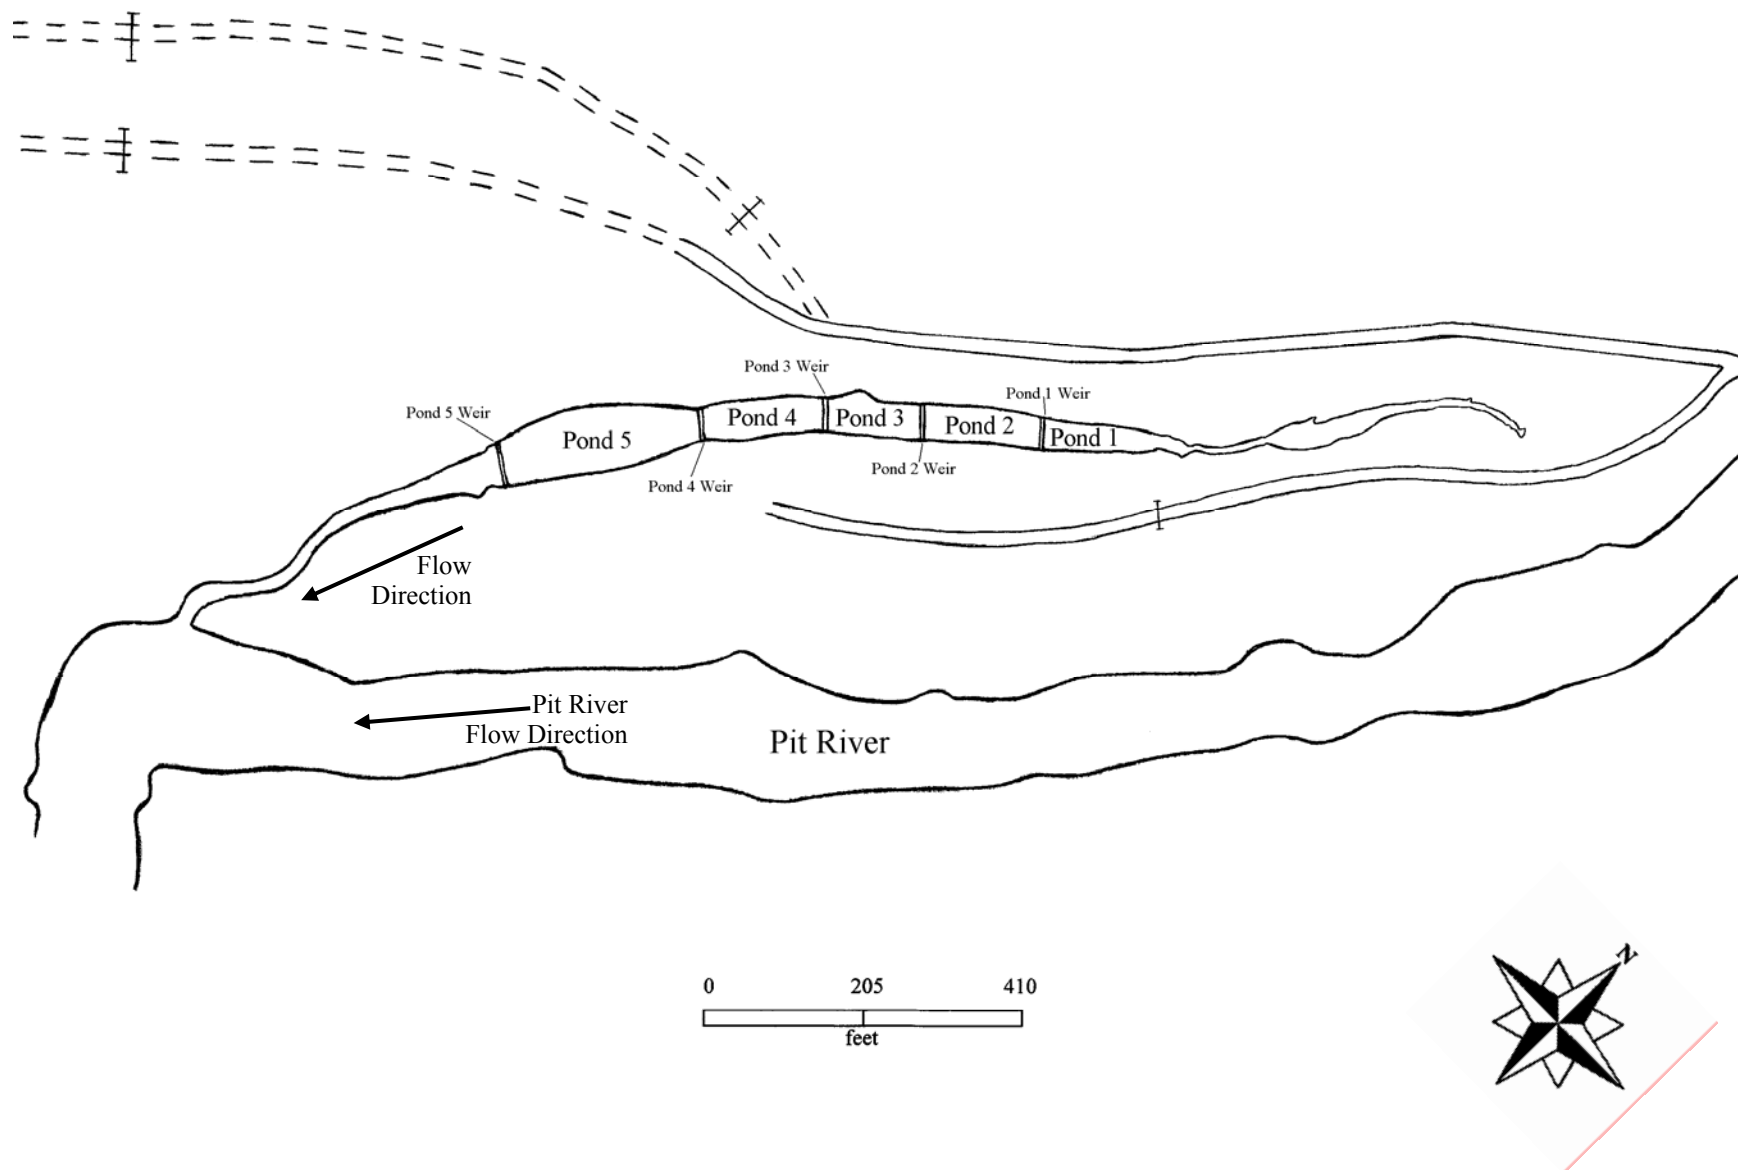 Pond 3 Weir
Pond 1 Weir
Pond 5 Weir
Pond 4
Pond 3
Pond 2
Pond 1
Pond 5
Pond 2 Weir
Pond 4 Weir
Flow
Direction
Pit River
Flow Direction
Pit River
N
0 205 410
feet